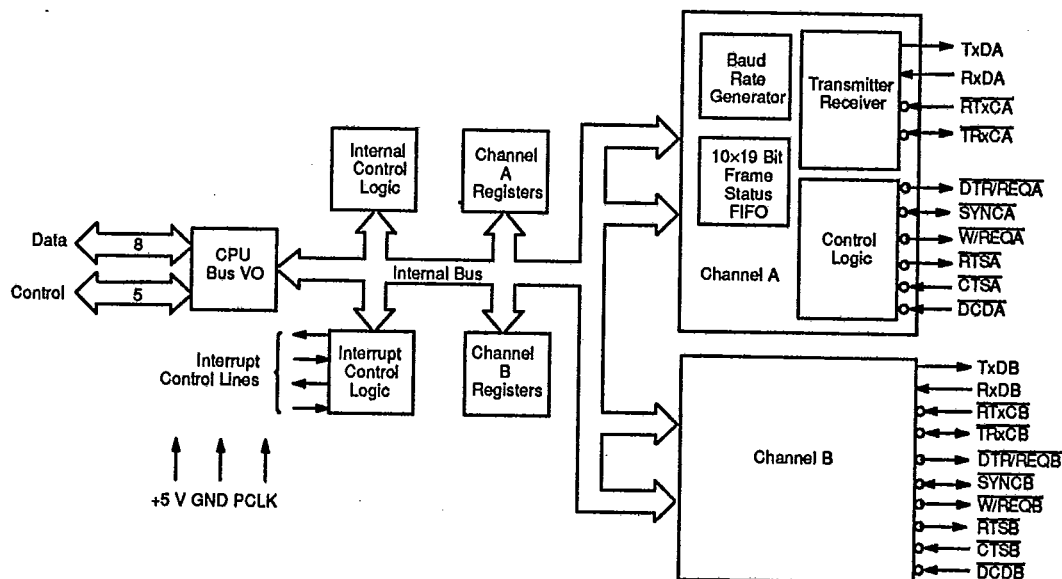 Data
8
Control
5
CPU
Bus VO
Internal
Control
Logic
Channel
A
Registers
Internal Bus
Interrupt
Control Lines
Interrupt
Control
Logic
Channel
B
Registers
+5 V GND PCLK
Baud
Rate
Generator
Transmitter
Receiver
10×19 Bit
Frame
Status
FIFO
Channel A
Control
Logic
TxDA
RxDA
RTxCA
TRxCA
DTR/REQA
SYNCA
W/REQA
RTSA
CTSA
DCDA
Channel B
TxDB
RxDB
RTxCB
TRxCB
DTR/REQB
SYNCB
W/REQB
RTSB
CTSB
DCDB